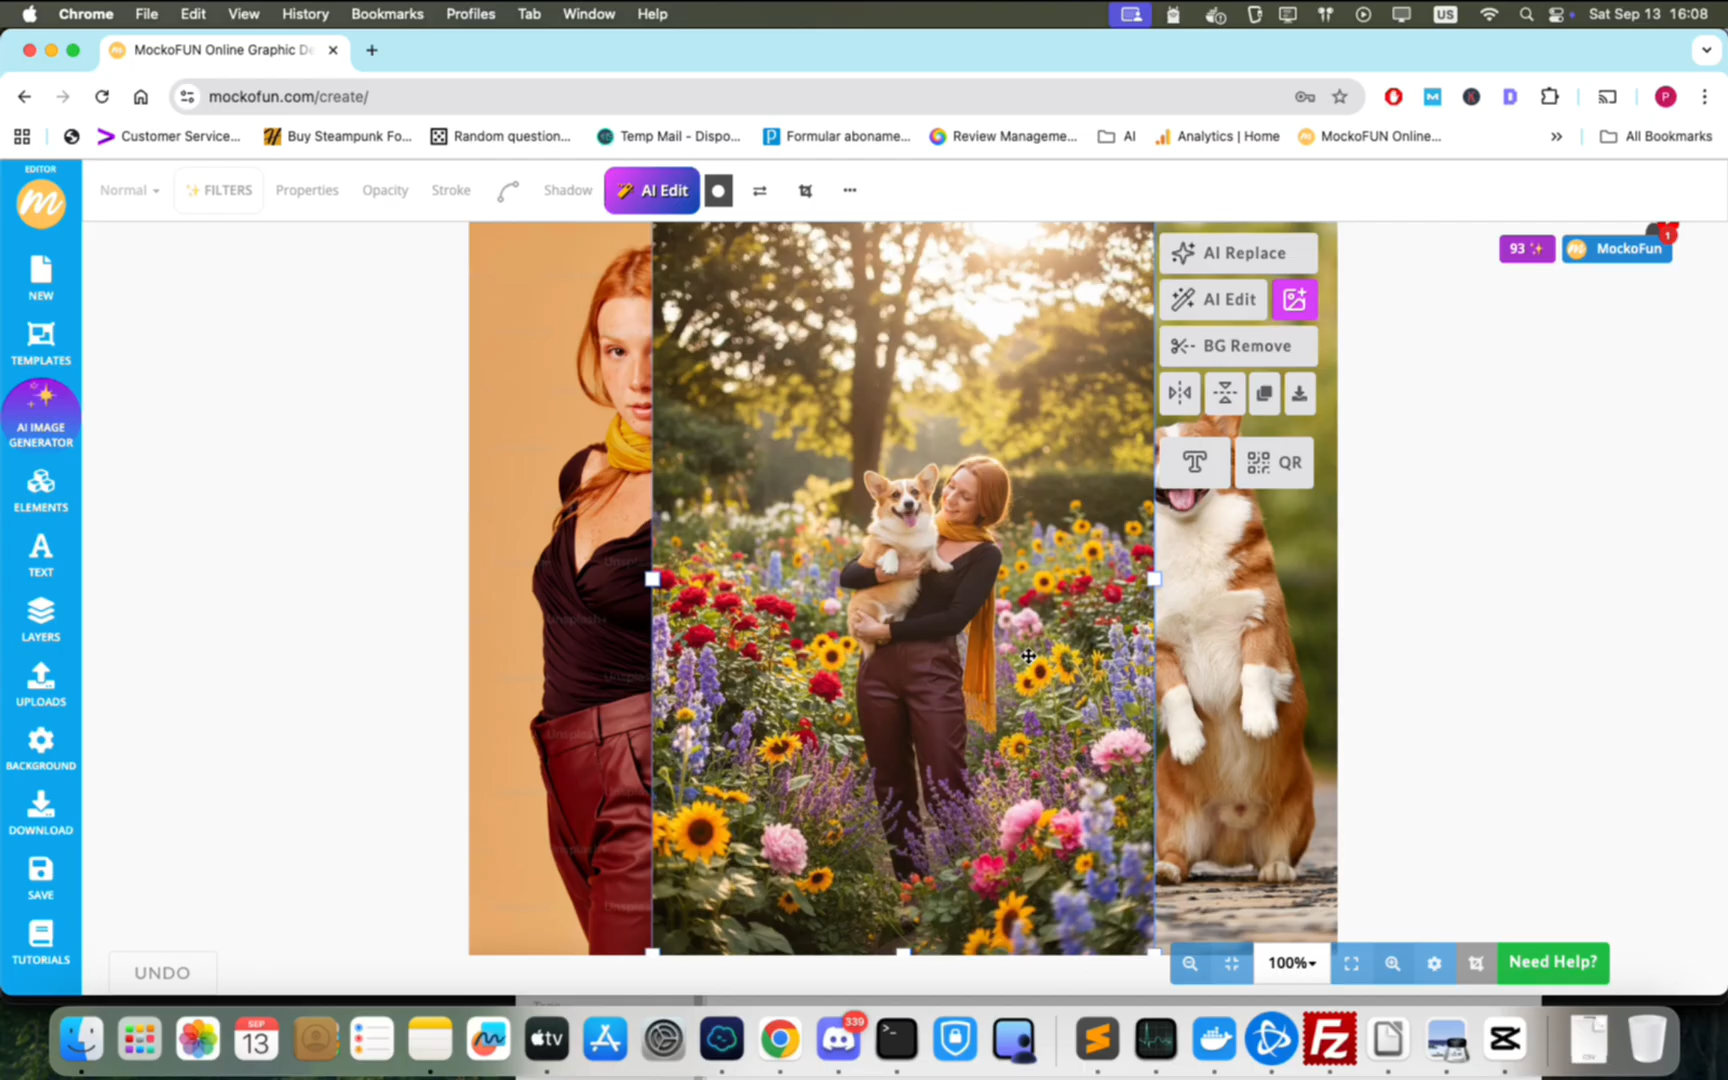 Chrome File Edit View History Bookmarks Profiles Tab Window Help
US
Sat Sep 13 16:08
MockoFUN Online Graphic De
mockofun.com/create/
Customer Service...
Buy Steampunk Fo...
Random question...
Temp Mail - Dispo...
Formular aboname...
Review Manageme...
AI
Analytics | Home
MockoFUN Online...
All Bookmarks
EDITOR
Normal
FILTERS
Properties
Opacity
Stroke
Shadow
AI Edit
NEW
TEMPLATES
AI IMAGE
GENERATOR
ELEMENTS
TEXT
LAYERS
UPLOADS
BACKGROUND
DOWNLOAD
SAVE
TUTORIALS
AI Replace
AI Edit
BG Remove
QR
93
MockoFun
1
Unsplash+
UNDO
100%
Need Help?
SEP
13
tv
339